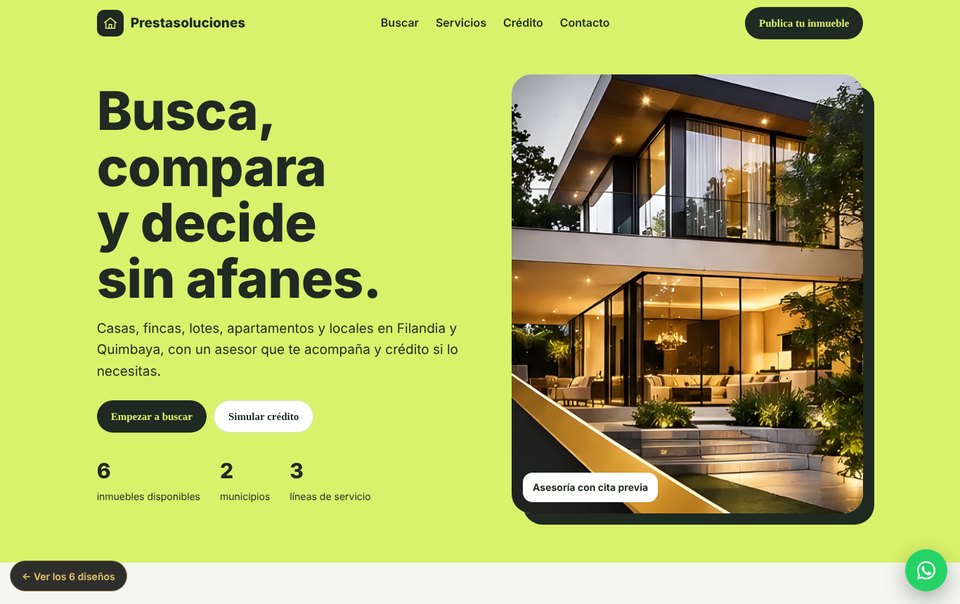 Prestasoluciones
Buscar Servicios Crédito Contacto
Publica tu inmueble
Busca,
compara
y decide
sin afanes.
Casas, fincas, lotes, apartamentos y locales en Filandia y
Quimbaya, con un asesor que te acompaña y crédito si lo
necesitas.
Empezar a buscar
Simular crédito
6
inmuebles disponibles
2
municipios
3
líneas de servicio
Asesoría con cita previa
← Ver los 6 diseños